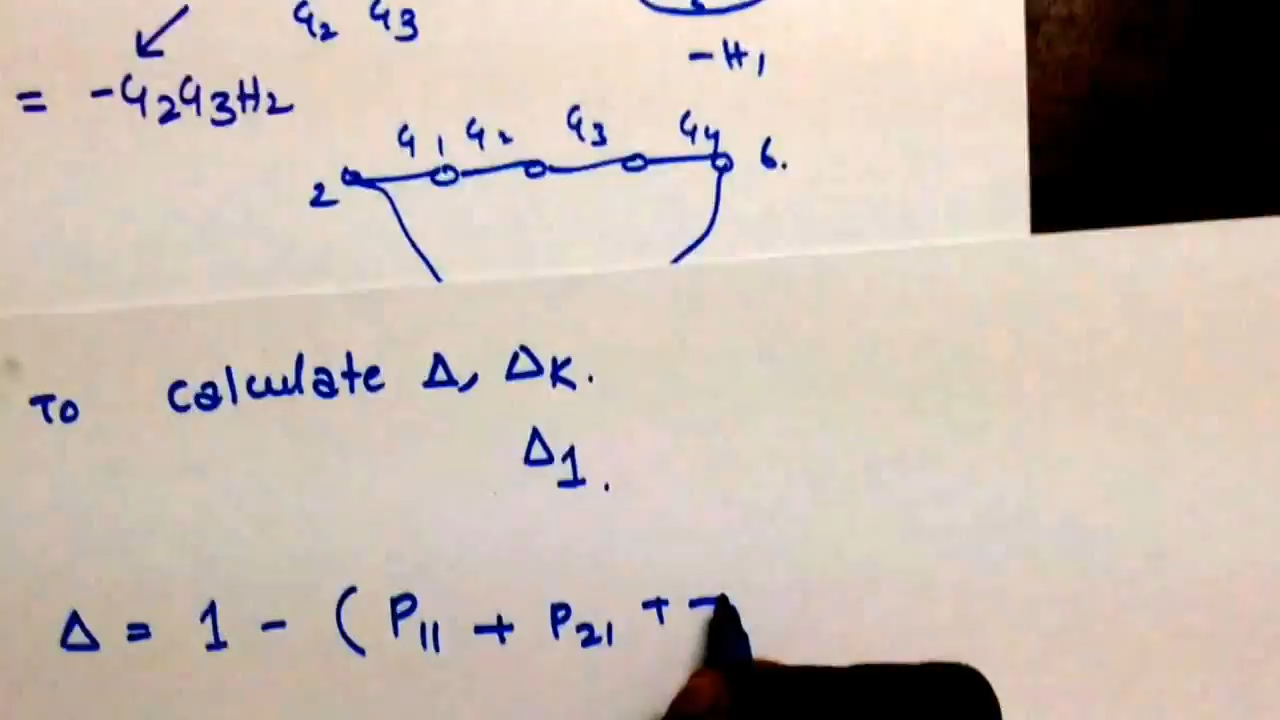 G2 G3
-H1
= -G2G3H2
G1 G2 G3 G4
2 6.
To calculate Δ, ΔK.
Δ1.
Δ = 1 - ( P11 + P21 +